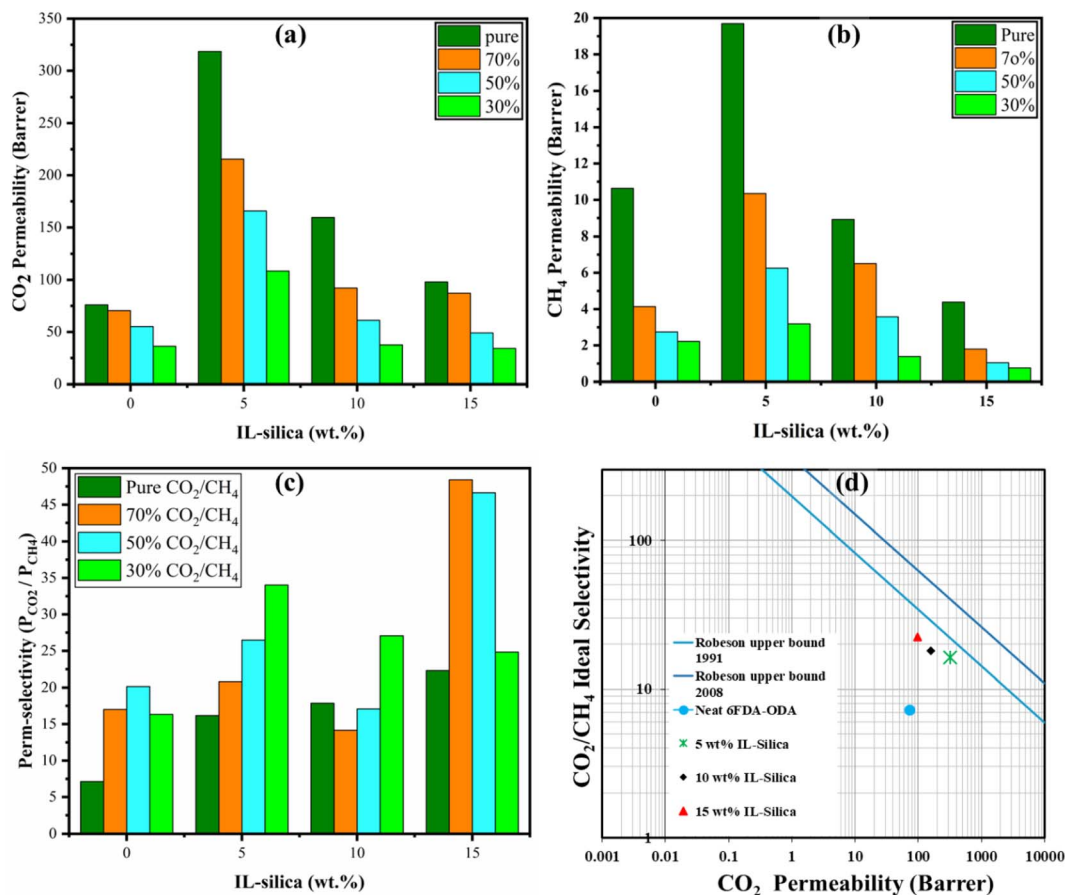 (a)
pure
70%
50%
30%
350
300
250
200
150
100
50
0
CO₂ Permeability (Barrer)
0 5 10 15
IL-silica (wt.%)
(b)
Pure
7o%
50%
30%
20
18
16
14
12
10
8
6
4
2
0
CH₄ Permeability (Barrer)
0 5 10 15
IL-silica (wt.%)
(c)
Pure CO₂/CH₄
70% CO₂/CH₄
50% CO₂/CH₄
30% CO₂/CH₄
50
45
40
35
30
25
20
15
10
5
0
Perm-selectivity (P_CO2 / P_CH4)
0 5 10 15
IL-silica (wt.%)
(d)
100
10
1
CO₂/CH₄ Ideal Selectivity
Robeson upper bound
1991
Robeson upper bound
2008
Neat 6FDA-ODA
5 wt% IL-Silica
10 wt% IL-Silica
15 wt% IL-Silica
0.001 0.01 0.1 1 10 100 1000 10000
CO₂ Permeability (Barrer)